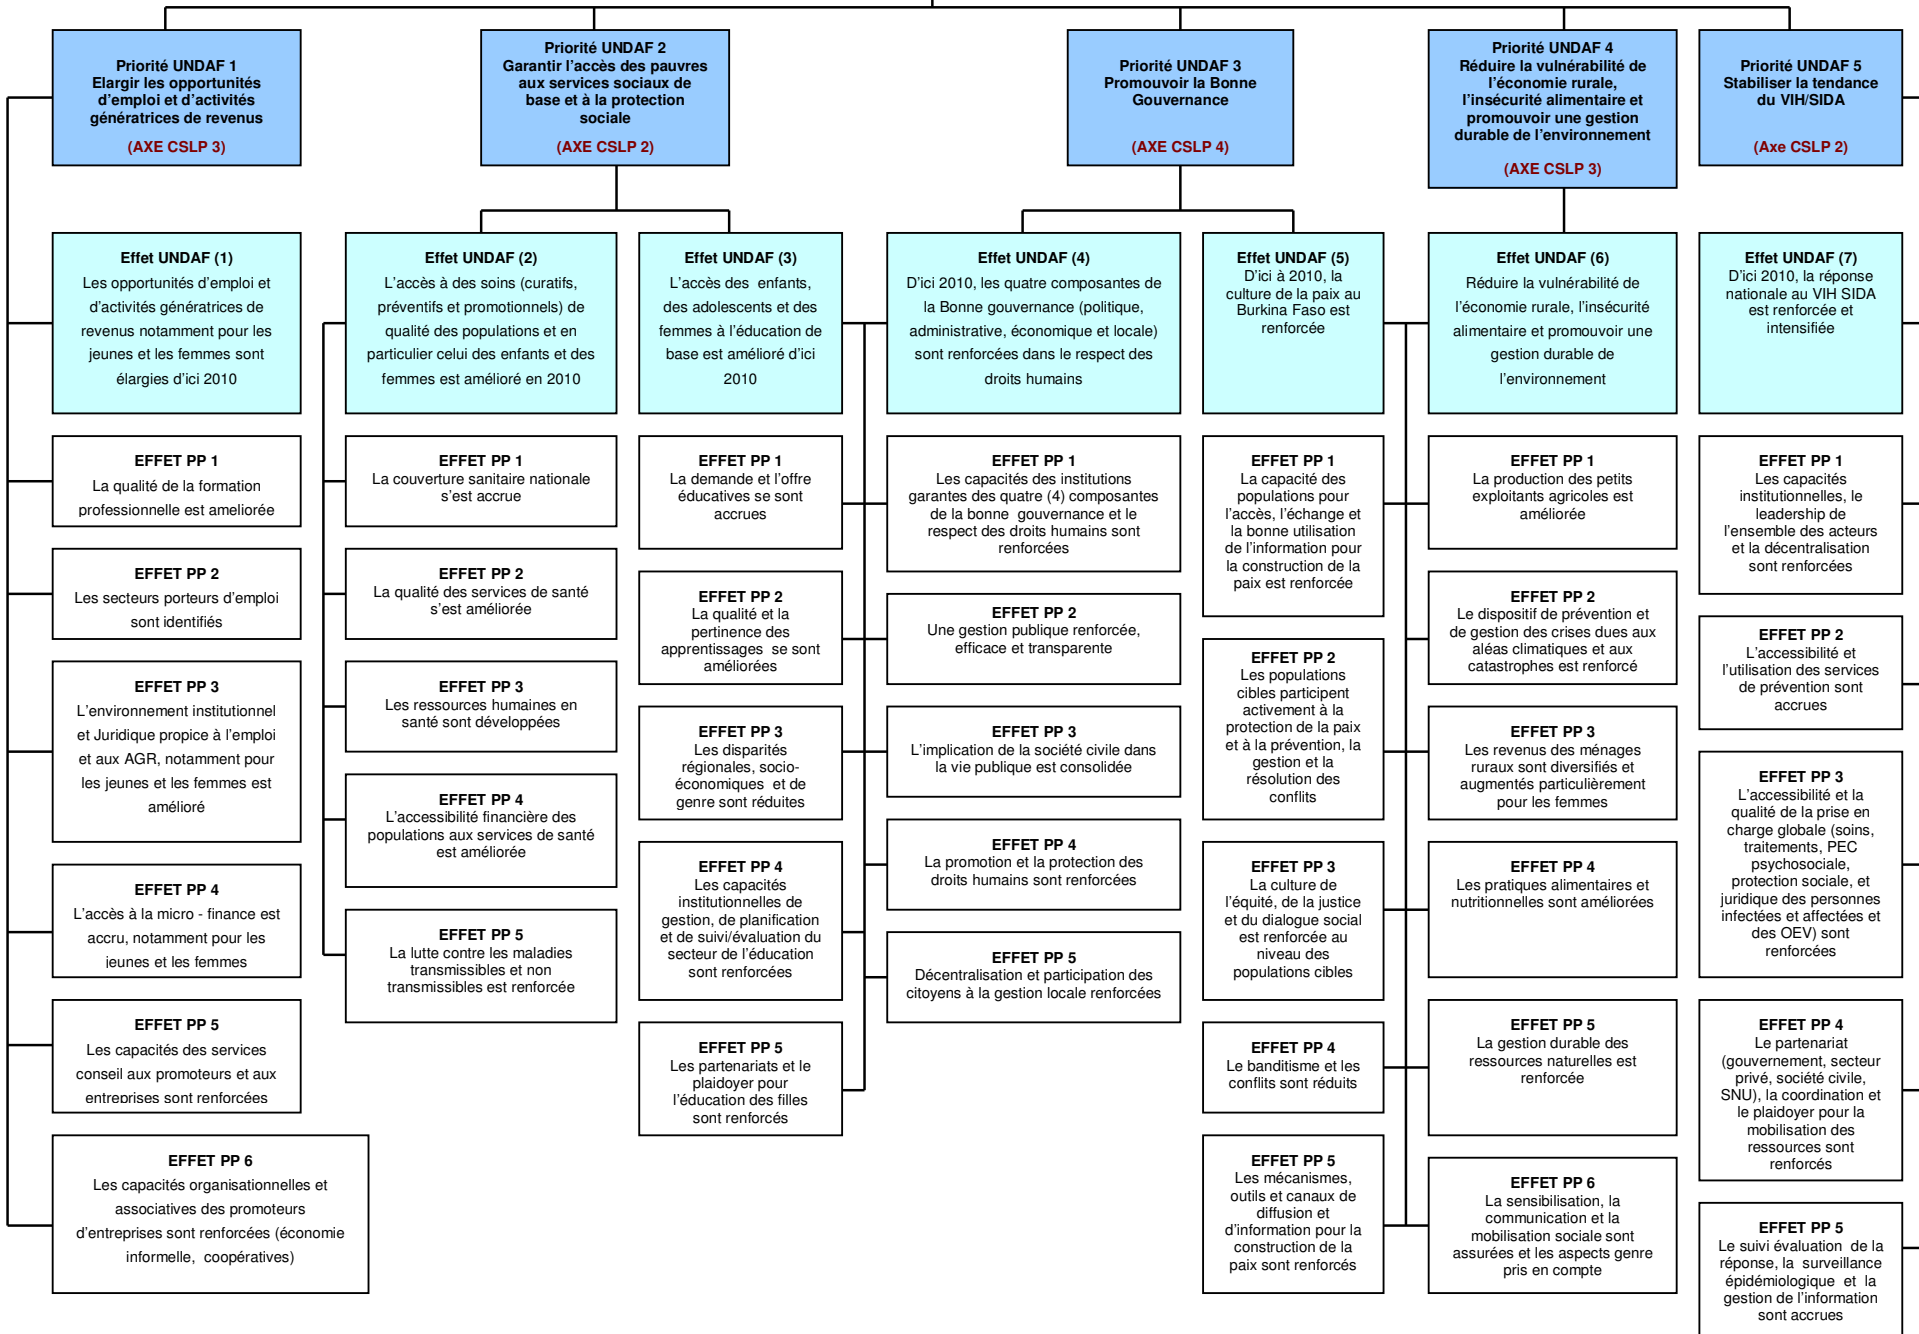 Priorité UNDAF 1
Elargir les opportunités
d'emploi et d'activités
génératrices de revenus
(AXE CSLP 3)
Priorité UNDAF 2
Garantir l'accès des pauvres
aux services sociaux de
base et à la protection
sociale
(AXE CSLP 2)
Priorité UNDAF 3
Promouvoir la Bonne
Gouvernance
(AXE CSLP 4)
Priorité UNDAF 4
Réduire la vulnérabilité de
l'économie rurale,
l'insécurité alimentaire et
promouvoir une gestion
durable de l'environnement
(AXE CSLP 3)
Priorité UNDAF 5
Stabiliser la tendance
du VIH/SIDA
(Axe CSLP 2)
Effet UNDAF (1)
Les opportunités d'emploi et
d'activités génératrices de
revenus notamment pour les
jeunes et les femmes sont
élargies d'ici 2010
Effet UNDAF (2)
L'accès à des soins (curatifs,
préventifs et promotionnels) de
qualité des populations et en
particulier celui des enfants et des
femmes est amélioré en 2010
Effet UNDAF (3)
L'accès des  enfants,
des adolescents et des
femmes à l'éducation de
base est amélioré d'ici
2010
Effet UNDAF (4)
D'ici 2010, les quatre composantes de
la Bonne gouvernance (politique,
administrative, économique et locale)
sont renforcées dans le respect des
droits humains
Effet UNDAF (5)
D'ici à 2010, la
culture de la paix au
Burkina Faso est
renforcée
Effet UNDAF (6)
Réduire la vulnérabilité de
l'économie rurale, l'insécurité
alimentaire et promouvoir une
gestion durable de
l'environnement
Effet UNDAF (7)
D'ici 2010, la réponse
nationale au VIH SIDA
est renforcée et
intensifiée
EFFET PP 1
La qualité de la formation
professionnelle est ameliorée
EFFET PP 2
Les secteurs porteurs d'emploi
sont identifiés
EFFET PP 3
L'environnement institutionnel
et Juridique propice à l'emploi
et aux AGR, notamment pour
les jeunes et les femmes est
amélioré
EFFET PP 4
L'accès à la micro - finance est
accru, notamment pour les
jeunes et les femmes
EFFET PP 5
Les capacités des services
conseil aux promoteurs et aux
entreprises sont renforcées
EFFET PP 6
Les capacités organisationnelles et
associatives des promoteurs
d'entreprises sont renforcées (économie
informelle,  coopératives)
EFFET PP 1
La couverture sanitaire nationale
s'est accrue
EFFET PP 2
La qualité des services de santé
s'est améliorée
EFFET PP 3
Les ressources humaines en
santé sont développées
EFFET PP 4
L'accessibilité financière des
populations aux services de santé
est améliorée
EFFET PP 5
La lutte contre les maladies
transmissibles et non
transmissibles est renforcée
EFFET PP 1
La demande et l'offre
éducatives se sont
accrues
EFFET PP 2
La qualité et la
pertinence des
apprentissages  se sont
améliorées
EFFET PP 3
Les disparités
régionales, socio-
économiques  et de
genre sont réduites
EFFET PP 4
Les capacités
institutionnelles de
gestion, de planification
et de suivi/évaluation du
secteur de l'éducation
sont renforcées
EFFET PP 5
Les partenariats et le
plaidoyer pour
l'éducation des filles
sont renforcés
EFFET PP 1
Les capacités des institutions
garantes des quatre (4) composantes
de la bonne  gouvernance et le
respect des droits humains sont
renforcées
EFFET PP 2
Une gestion publique renforcée,
efficace et transparente
EFFET PP 3
L'implication de la société civile dans
la vie publique est consolidée
EFFET PP 4
La promotion et la protection des
droits humains sont renforcées
EFFET PP 5
Décentralisation et participation des
citoyens à la gestion locale renforcées
EFFET PP 1
La capacité des
populations pour
l'accès, l'échange et
la bonne utilisation
de l'information pour
la construction de la
paix est renforcée
EFFET PP 2
Les populations
cibles participent
activement à la
protection de la paix
et à la prévention, la
gestion et la
résolution des
conflits
EFFET PP 3
La culture de
l'équité, de la justice
et du dialogue social
est renforcée au
niveau des
populations cibles
EFFET PP 4
Le banditisme et les
conflits sont réduits
EFFET PP 5
Les mécanismes,
outils et canaux de
diffusion et
d'information pour la
construction de la
paix sont renforcés
EFFET PP 1
La production des petits
exploitants agricoles est
améliorée
EFFET PP 2
Le dispositif de prévention et
de gestion des crises dues aux
aléas climatiques et aux
catastrophes est renforcé
EFFET PP 3
Les revenus des ménages
ruraux sont diversifiés et
augmentés particulièrement
pour les femmes
EFFET PP 4
Les pratiques alimentaires et
nutritionnelles sont améliorées
EFFET PP 5
La gestion durable des
ressources naturelles est
renforcée
EFFET PP 6
La sensibilisation, la
communication et la
mobilisation sociale sont
assurées et les aspects genre
pris en compte
EFFET PP 1
Les capacités
institutionnelles, le
leadership de
l'ensemble des acteurs
et la décentralisation
sont renforcées
EFFET PP 2
L'accessibilité et
l'utilisation des services
de prévention sont
accrues
EFFET PP 3
L'accessibilité et la
qualité de la prise en
charge globale (soins,
traitements, PEC
psychosociale,
protection sociale, et
juridique des personnes
infectées et affectées et
des OEV) sont
renforcées
EFFET PP 4
Le partenariat
(gouvernement, secteur
privé, société civile,
SNU), la coordination et
le plaidoyer pour la
mobilisation des
ressources sont
renforcés
EFFET PP 5
Le suivi évaluation  de la
réponse, la  surveillance
épidémiologique  et  la
gestion de l'information
sont accrues